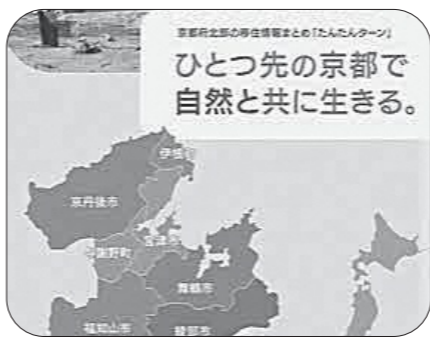 京都府北部の移住情報まとめ「たんたんターン」
ひとつ先の京都で
自然と共に生きる。
伊根町
京丹後市
宮津市
与謝野町
舞鶴市
福知山市
綾部市